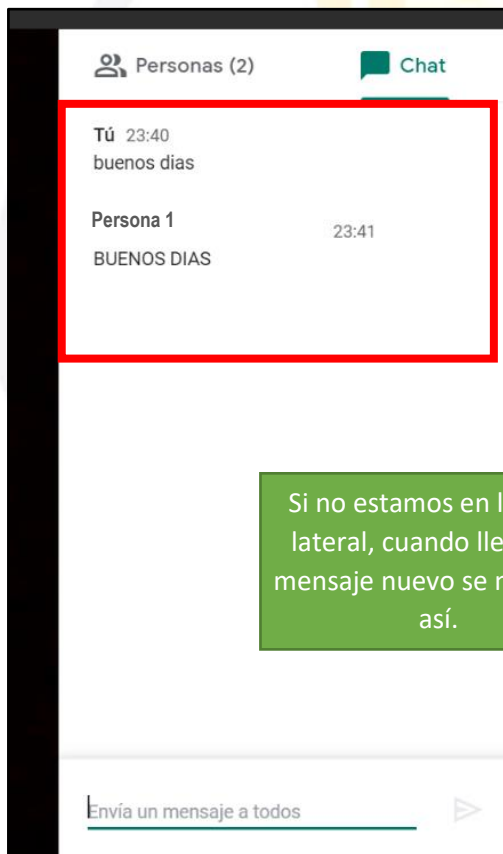 Personas (2) Chat
Tú 23:40
buenos dias
Persona 1 23:41
BUENOS DIAS
Si no estamos en
lateral, cuando
mensaje nuevo se
así.
Envía un mensaje a todos